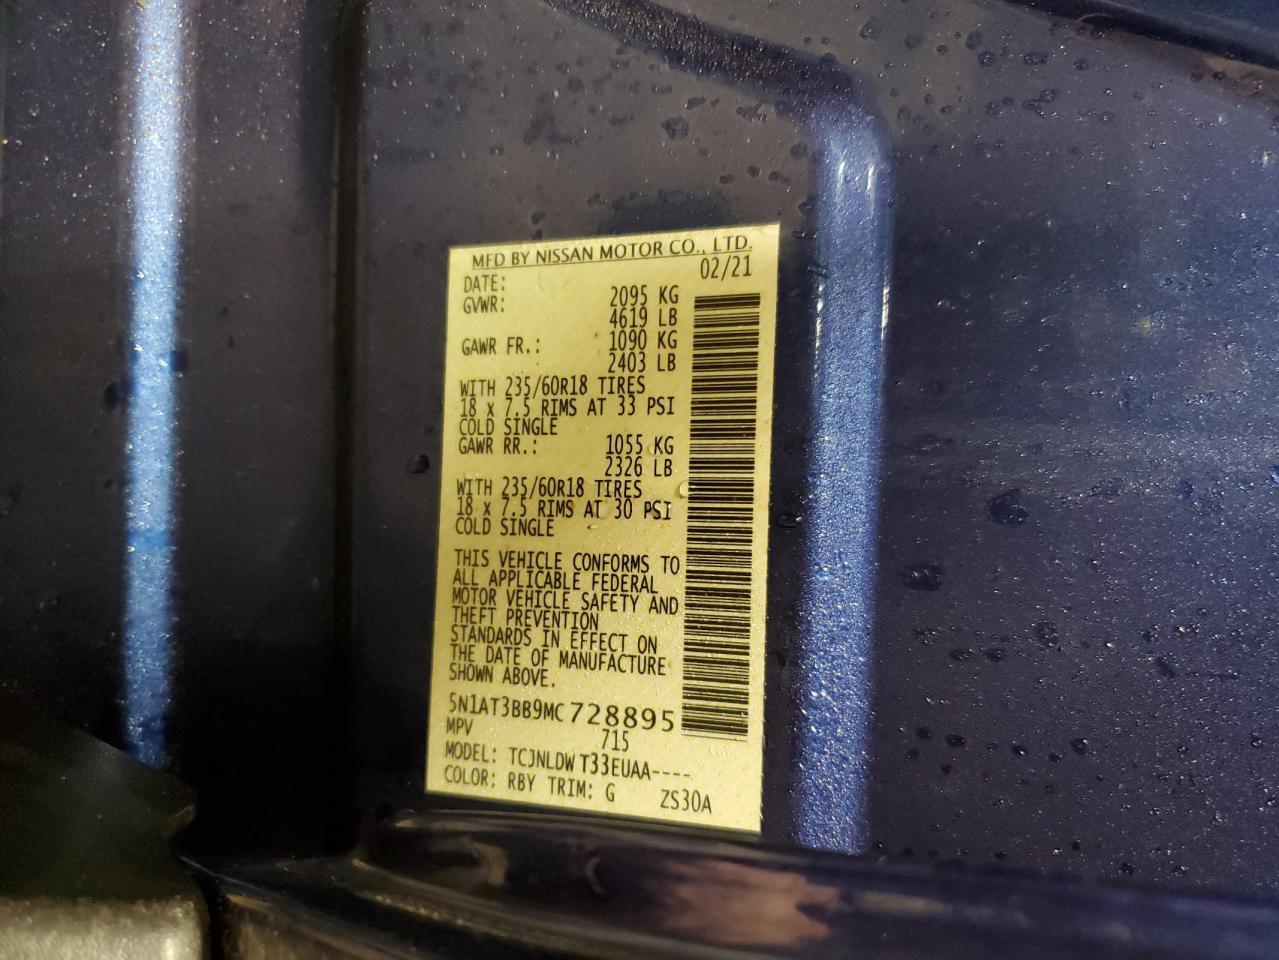 MFD BY NISSAN MOTOR CO., LTD.
DATE: 02/21
GVWR: 2095 KG
4619 LB
GAWR FR.: 1090 KG
2403 LB
WITH 235/60R18 TIRES
18 X 7.5 RIMS AT 33 PSI
COLD SINGLE
GAWR RR.: 1055 KG
2326 LB
WITH 235/60R18 TIRES
18 X 7.5 RIMS AT 30 PSI
COLD SINGLE
THIS VEHICLE CONFORMS TO
ALL APPLICABLE FEDERAL
MOTOR VEHICLE SAFETY AND
THEFT PREVENTION
STANDARDS IN EFFECT ON
THE DATE OF MANUFACTURE
SHOWN ABOVE.
5N1AT3BB9MC728895
MPV 715
MODEL: TCJNLDW T33EUAA----
COLOR: RBY TRIM: G ZS30A